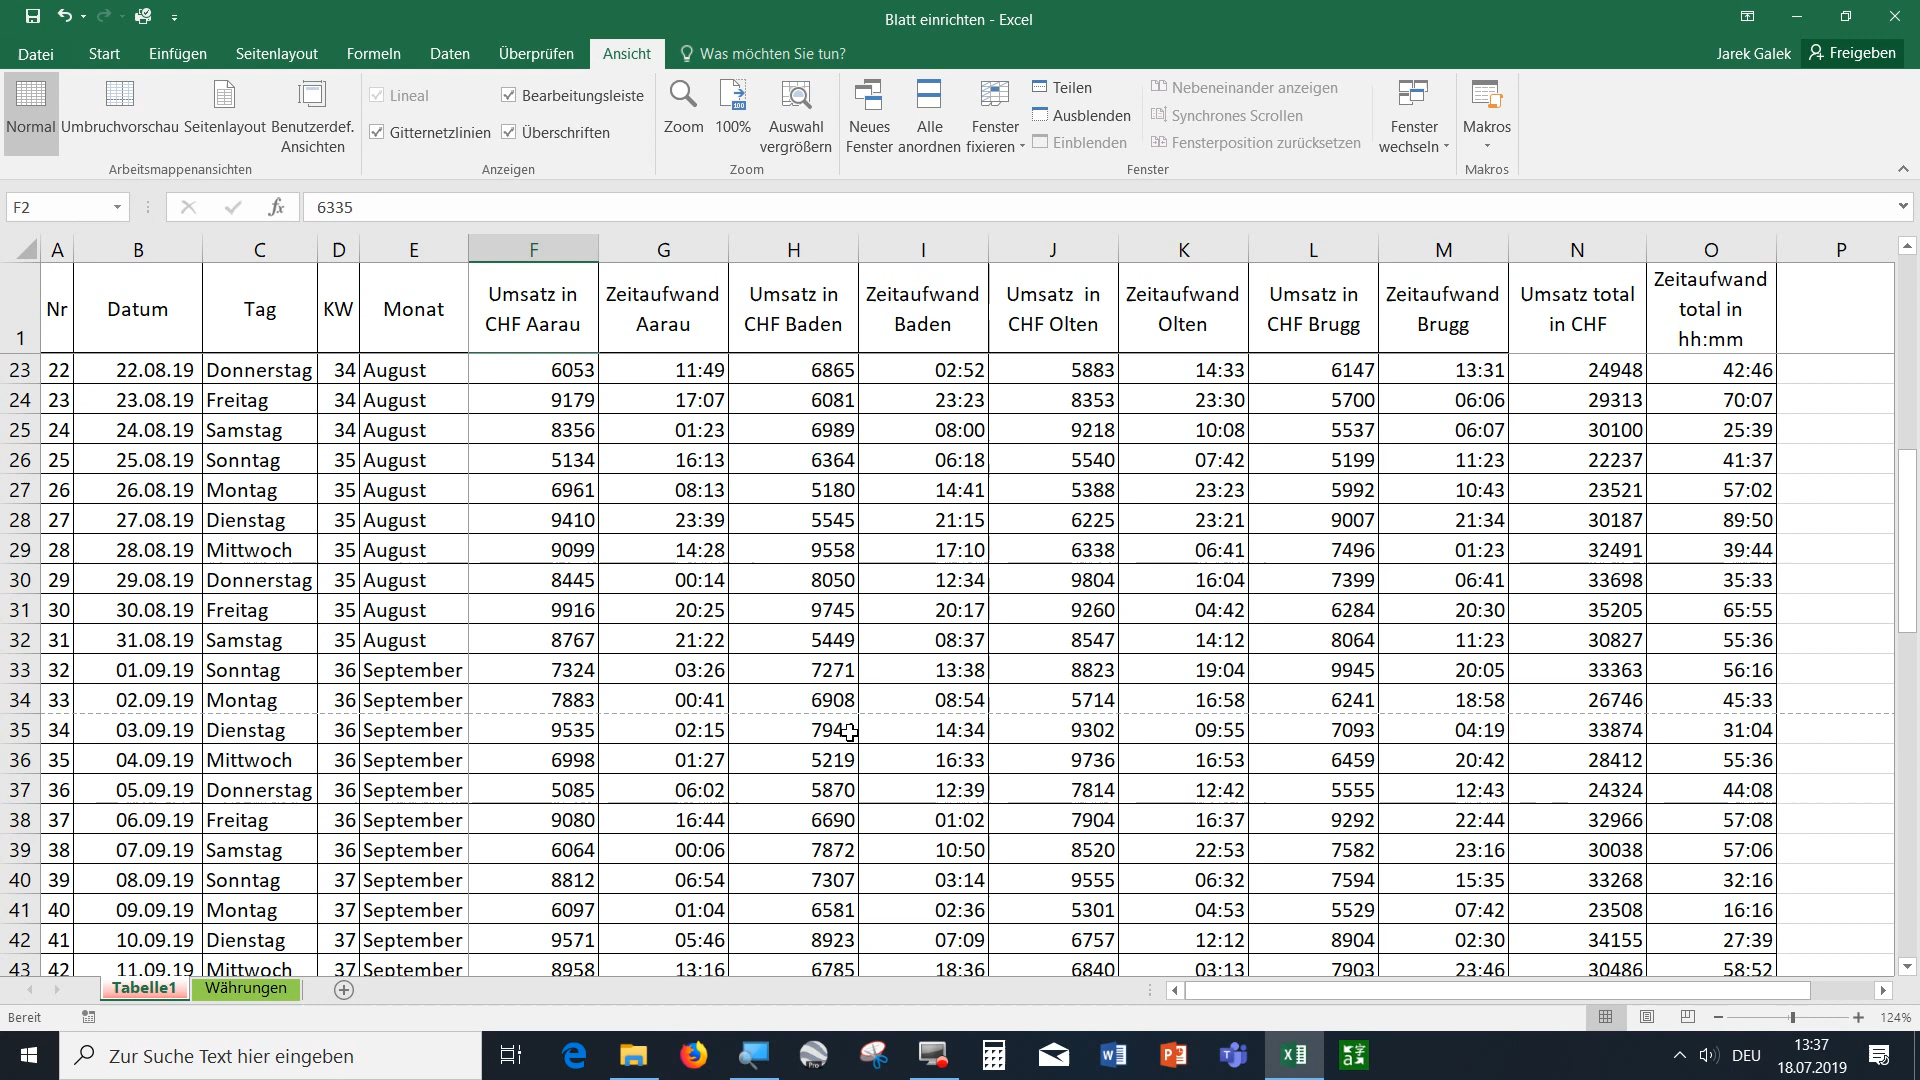 Blatt einrichten - Excel
Datei Start Einfügen Seitenlayout Formeln Daten Überprüfen Ansicht Was möchten Sie tun? Jarek Galek Freigeben
Normal Umbruchvorschau Seitenlayout Benutzerdef. Ansichten
Arbeitsmappenansichten
Lineal Bearbeitungsleiste
Gitternetzlinien Überschriften
Anzeigen
Zoom 100% Auswahl vergrößern
Zoom
Neues Fenster Alle anordnen Fenster fixieren
Teilen
Ausblenden
Einblenden
Nebeneinander anzeigen
Synchrones Scrollen
Fensterposition zurücksetzen
Fenster wechseln
Fenster
Makros
Makros
F2 fx 6335
A B C D E F G H I J K L M N O P
1 Nr Datum Tag KW Monat Umsatz in CHF Aarau Zeitaufwand Aarau Umsatz in CHF Baden Zeitaufwand Baden Umsatz in CHF Olten Zeitaufwand Olten Umsatz in CHF Brugg Zeitaufwand Brugg Umsatz total in CHF Zeitaufwand total in hh:mm
23 22 22.08.19 Donnerstag 34 August 6053 11:49 6865 02:52 5883 14:33 6147 13:31 24948 42:46
24 23 23.08.19 Freitag 34 August 9179 17:07 6081 23:23 8353 23:30 5700 06:06 29313 70:07
25 24 24.08.19 Samstag 34 August 8356 01:23 6989 08:00 9218 10:08 5537 06:07 30100 25:39
26 25 25.08.19 Sonntag 35 August 5134 16:13 6364 06:18 5540 07:42 5199 11:23 22237 41:37
27 26 26.08.19 Montag 35 August 6961 08:13 5180 14:41 5388 23:23 5992 10:43 23521 57:02
28 27 27.08.19 Dienstag 35 August 9410 23:39 5545 21:15 6225 23:21 9007 21:34 30187 89:50
29 28 28.08.19 Mittwoch 35 August 9099 14:28 9558 17:10 6338 06:41 7496 01:23 32491 39:44
30 29 29.08.19 Donnerstag 35 August 8445 00:14 8050 12:34 9804 16:04 7399 06:41 33698 35:33
31 30 30.08.19 Freitag 35 August 9916 20:25 9745 20:17 9260 04:42 6284 20:30 35205 65:55
32 31 31.08.19 Samstag 35 August 8767 21:22 5449 08:37 8547 14:12 8064 11:23 30827 55:36
33 32 01.09.19 Sonntag 36 September 7324 03:26 7271 13:38 8823 19:04 9945 20:05 33363 56:16
34 33 02.09.19 Montag 36 September 7883 00:41 6908 08:54 5714 16:58 6241 18:58 26746 45:33
35 34 03.09.19 Dienstag 36 September 9535 02:15 14:34 9302 09:55 7093 04:19 33874 31:04
36 35 04.09.19 Mittwoch 36 September 6998 01:27 5219 16:33 9736 16:53 6459 20:42 28412 55:36
37 36 05.09.19 Donnerstag 36 September 5085 06:02 5870 12:39 7814 12:42 5555 12:43 24324 44:08
38 37 06.09.19 Freitag 36 September 9080 16:44 6690 01:02 7904 16:37 9292 22:44 32966 57:08
39 38 07.09.19 Samstag 36 September 6064 00:06 7872 10:50 8520 22:53 7582 23:16 30038 57:06
40 39 08.09.19 Sonntag 37 September 8812 06:54 7307 03:14 9555 06:32 7594 15:35 33268 32:16
41 40 09.09.19 Montag 37 September 6097 01:04 6581 02:36 5301 04:53 5529 07:42 23508 16:16
42 41 10.09.19 Dienstag 37 September 9571 05:46 8923 07:09 6757 12:12 8904 02:30 34155 27:39
43 42 11.09.19 Mittwoch 37 September 8958 13:16 6785 18:36 6840 03:13 7903 23:46 30486 58:52
Tabelle1 Währungen
Bereit 124%
Zur Suche Text hier eingeben DEU 13:37
18.07.2019